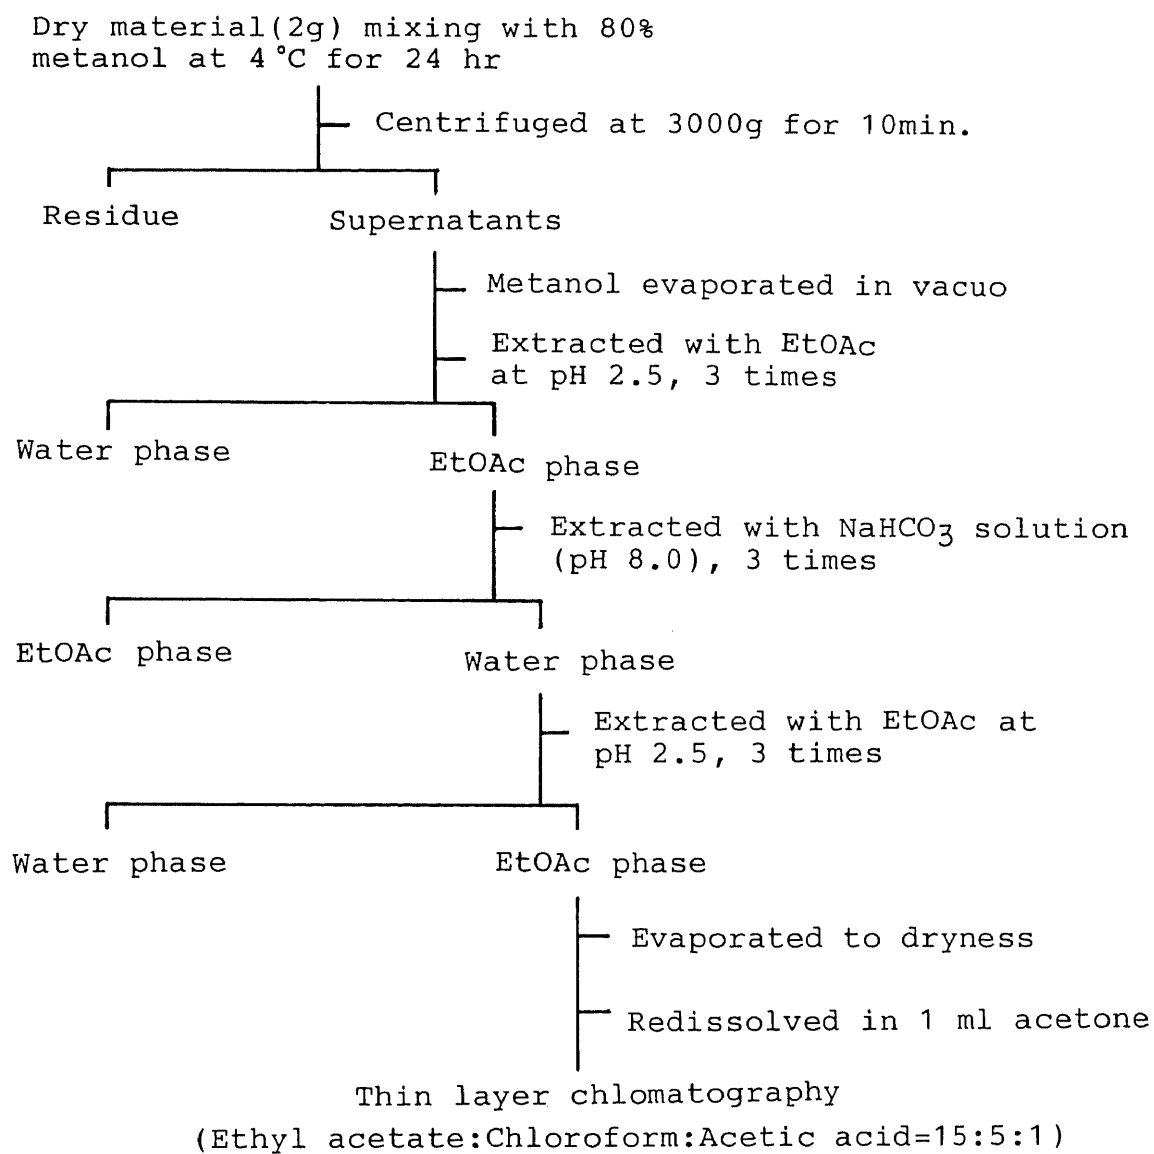 Dry material(2g) mixing with 80%
metanol at 4°C for 24 hr
Centrifuged at 3000g for 10min.
Residue
Supernatants
Metanol evaporated in vacuo
Extracted with EtOAc
at pH 2.5, 3 times
Water phase
EtOAc phase
Extracted with NaHCO3 solution
(pH 8.0), 3 times
EtOAc phase
Water phase
Extracted with EtOAc at
pH 2.5, 3 times
Water phase
EtOAc phase
Evaporated to dryness
Redissolved in 1 ml acetone
Thin layer chlomatography
(Ethyl acetate:Chloroform:Acetic acid=15:5:1)